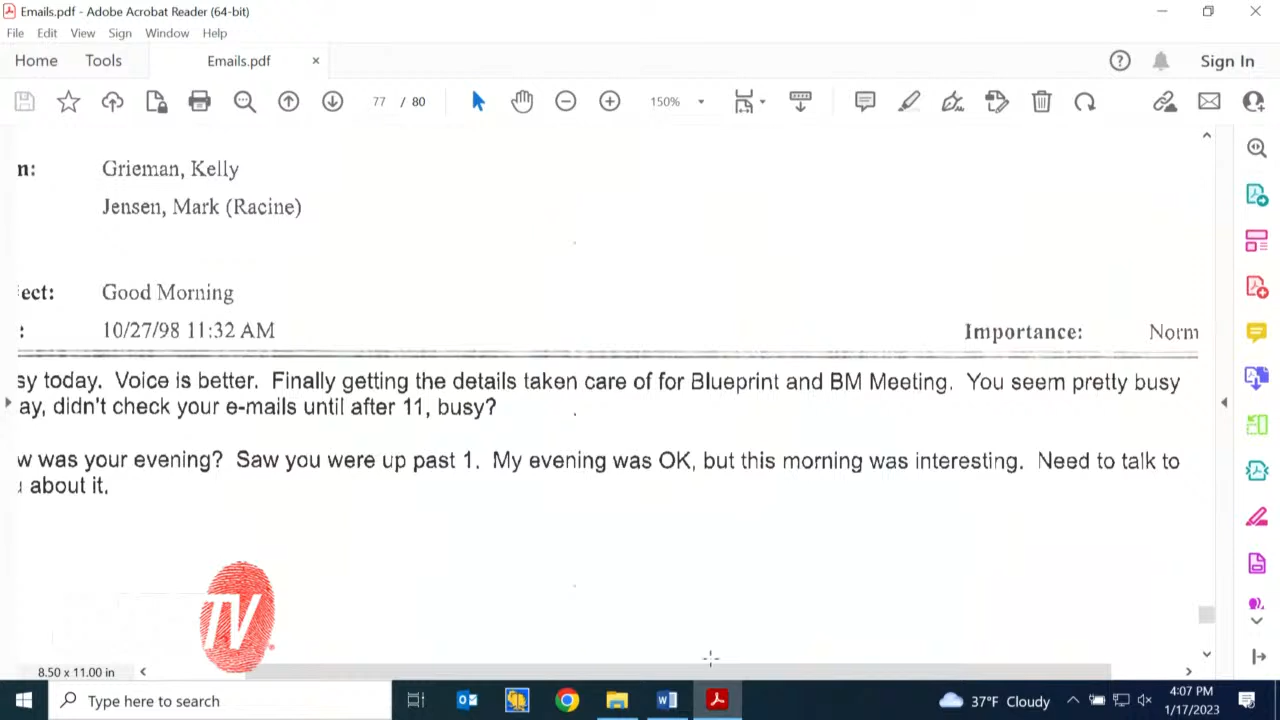 Emails.pdf - Adobe Acrobat Reader (64-bit)
File Edit View Sign Window Help
Home Tools Emails.pdf × Sign In
77 / 80 150%
n: Grieman, Kelly
Jensen, Mark (Racine)
ect: Good Morning
: 10/27/98 11:32 AM Importance: Norm
sy today. Voice is better. Finally getting the details taken care of for Blueprint and BM Meeting. You seem pretty busy
ay, didn't check your e-mails until after 11, busy?
w was your evening? Saw you were up past 1. My evening was OK, but this morning was interesting. Need to talk to
about it.
TV
8.50 x 11.00 in
Type here to search 37°F Cloudy 4:07 PM
1/17/2023